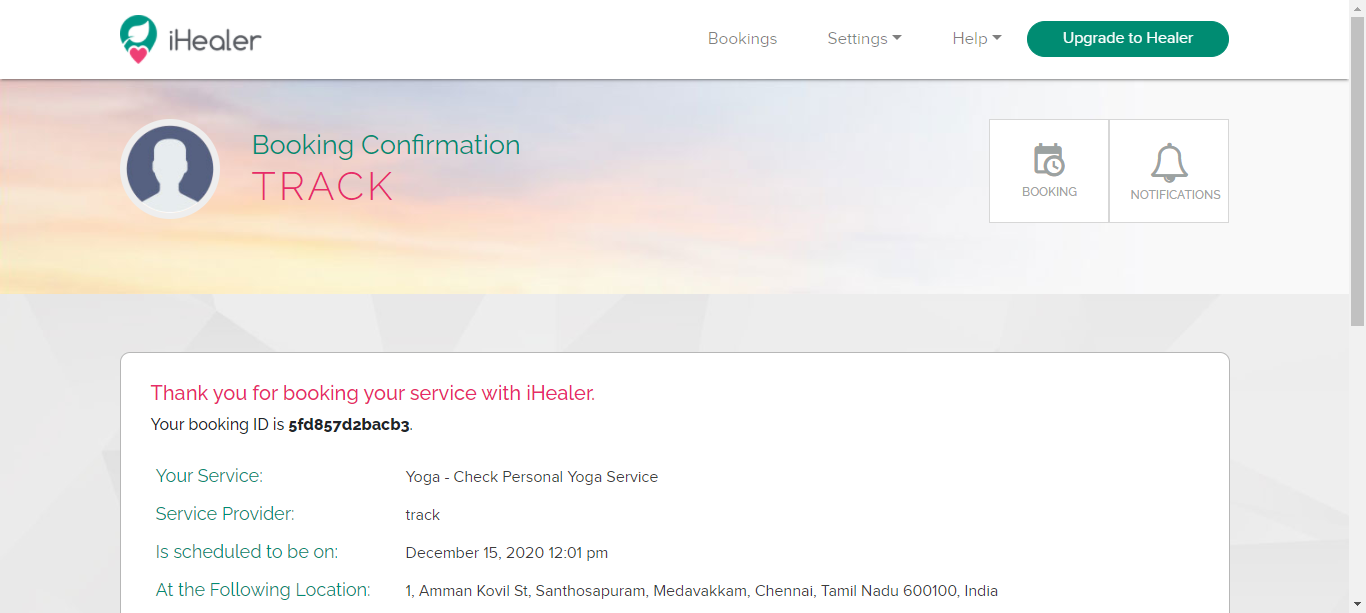 iHealer
Bookings Settings Help Upgrade to Healer
Booking Confirmation
TRACK
BOOKING
NOTIFICATIONS
Thank you for booking your service with iHealer.
Your booking ID is 5fd857d2bacb3.
Your Service: Yoga - Check Personal Yoga Service
Service Provider: track
Is scheduled to be on: December 15, 2020 12:01 pm
At the Following Location: 1, Amman Kovil St, Santhosapuram, Medavakkam, Chennai, Tamil Nadu 600100, India